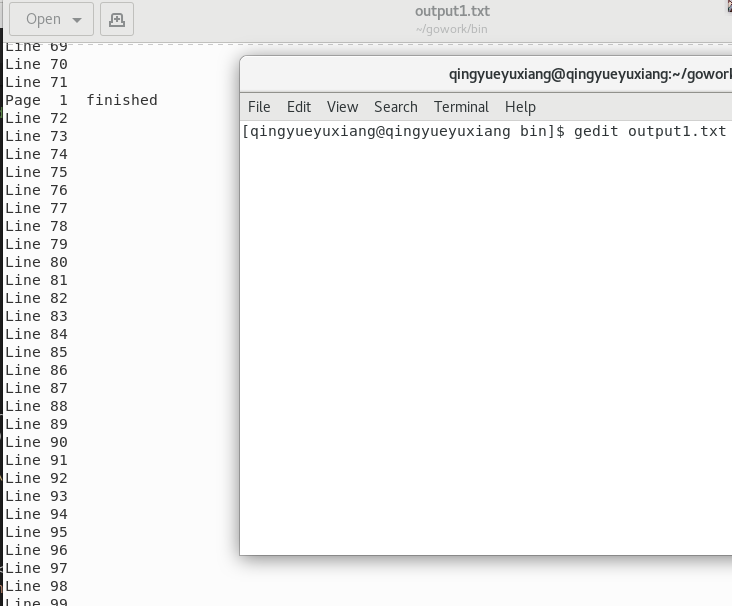 Open
output1.txt
~/gowork/bin
Line 69
Line 70
Line 71
Page  1  finished
Line 72
Line 73
Line 74
Line 75
Line 76
Line 77
Line 78
Line 79
Line 80
Line 81
Line 82
Line 83
Line 84
Line 85
Line 86
Line 87
Line 88
Line 89
Line 90
Line 91
Line 92
Line 93
Line 94
Line 95
Line 96
Line 97
Line 98
Line 99
qingyueyuxiang@qingyueyuxiang:~/gowork
File Edit View Search Terminal Help
[qingyueyuxiang@qingyueyuxiang bin]$ gedit output1.txt